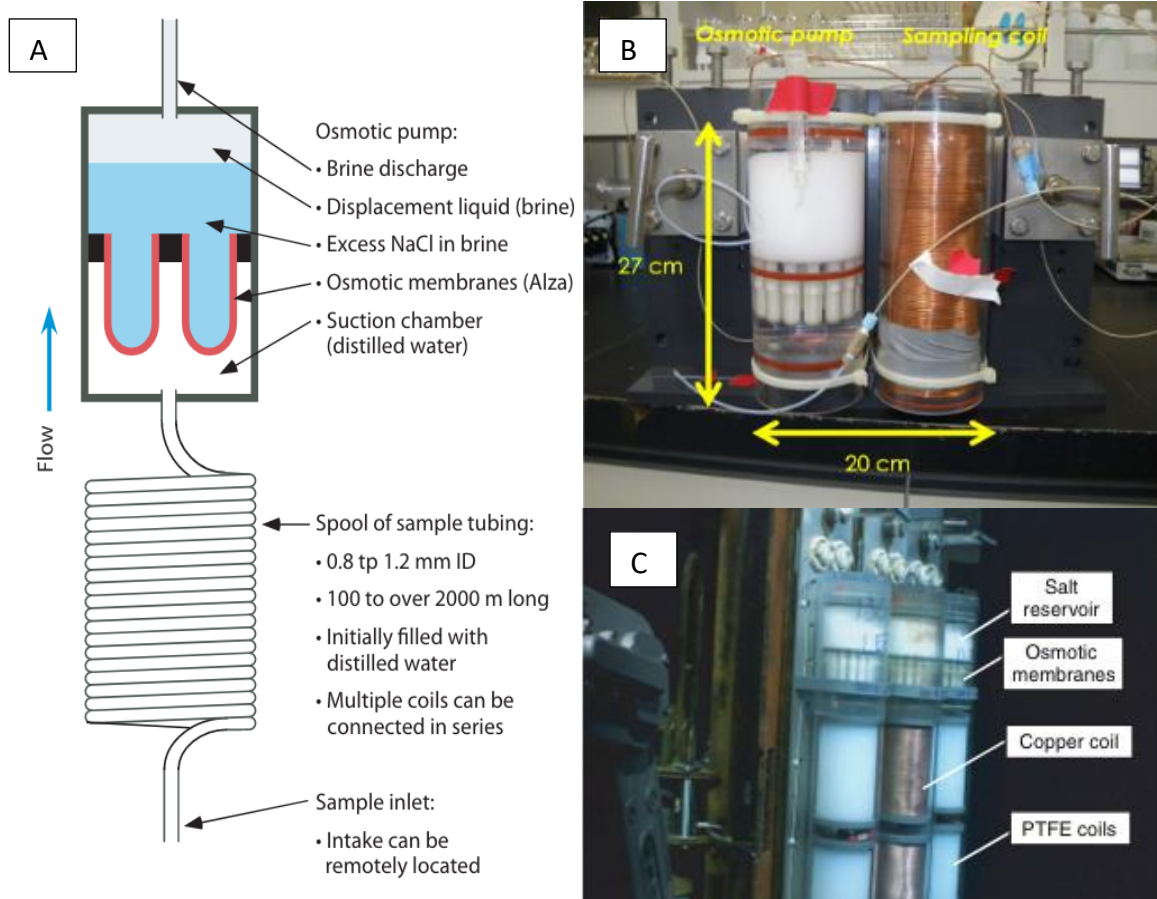 A
Osmotic pump:
• Brine discharge
• Displacement liquid (brine)
• Excess NaCl in brine
• Osmotic membranes (Alza)
• Suction chamber
(distilled water)
Flow
Spool of sample tubing:
• 0.8 tp 1.2 mm ID
• 100 to over 2000 m long
• Initially filled with
distilled water
• Multiple coils can be
connected in series
Sample inlet:
• Intake can be
remotely located
B
Osmotic pump
Sampling coil
27 cm
20 cm
C
Salt
reservoir
Osmotic
membranes
Copper coil
PTFE coils